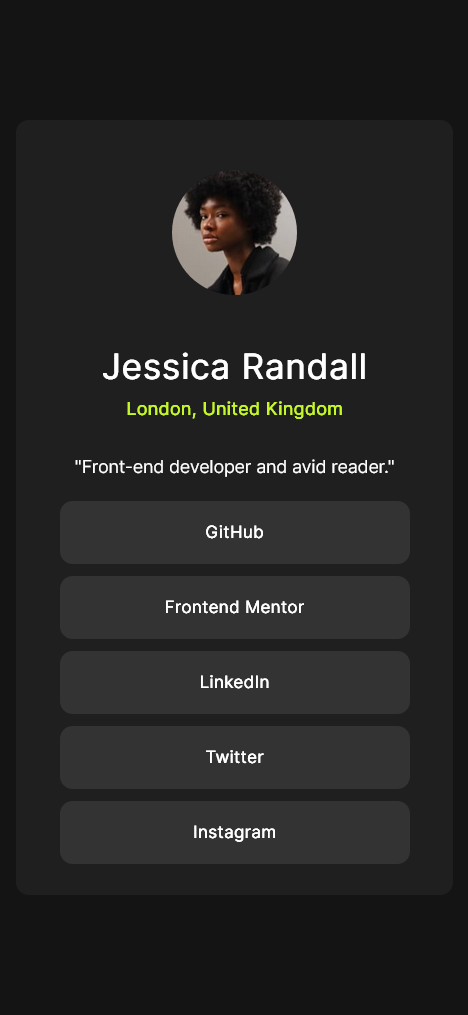 Jessica Randall
London, United Kingdom
"Front-end developer and avid reader."
GitHub
Frontend Mentor
LinkedIn
Twitter
Instagram